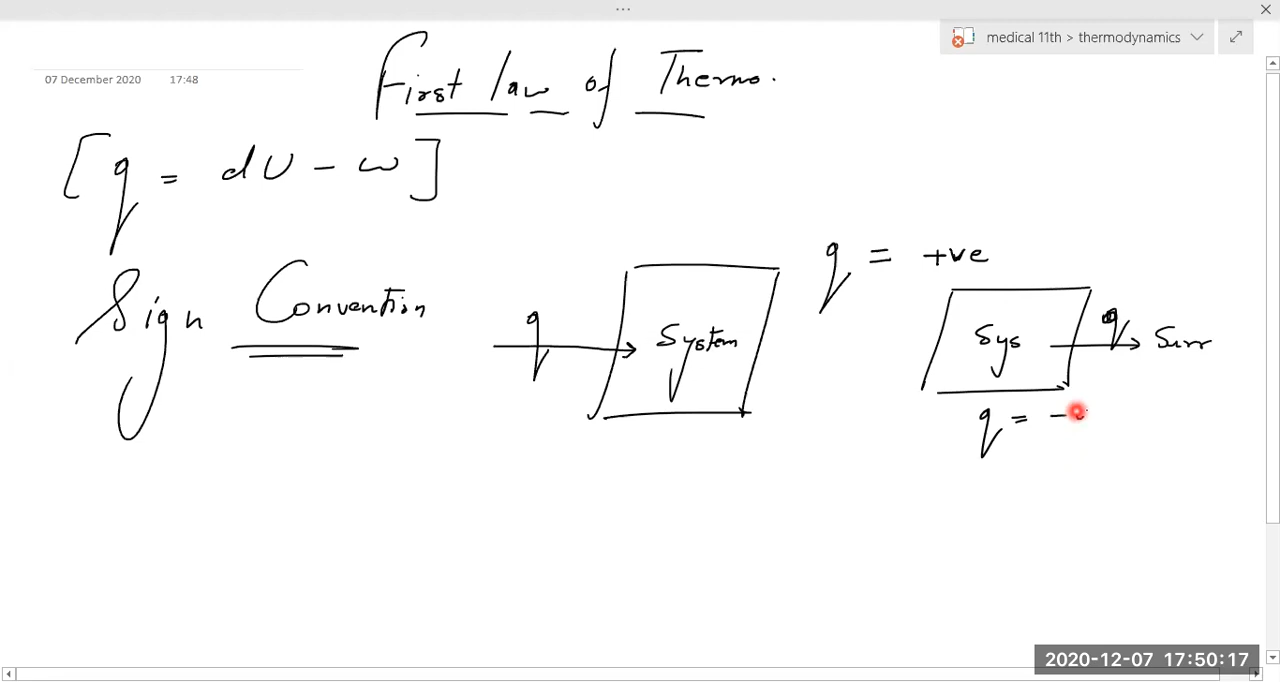 ...
medical 11th > thermodynamics
07 December 2020 17:48
First law of Thermo.
[q = dU - w]
Sign Convention
q
System
q = +ve
Sys
q
Surr
q = -
2020-12-07 17:50:17